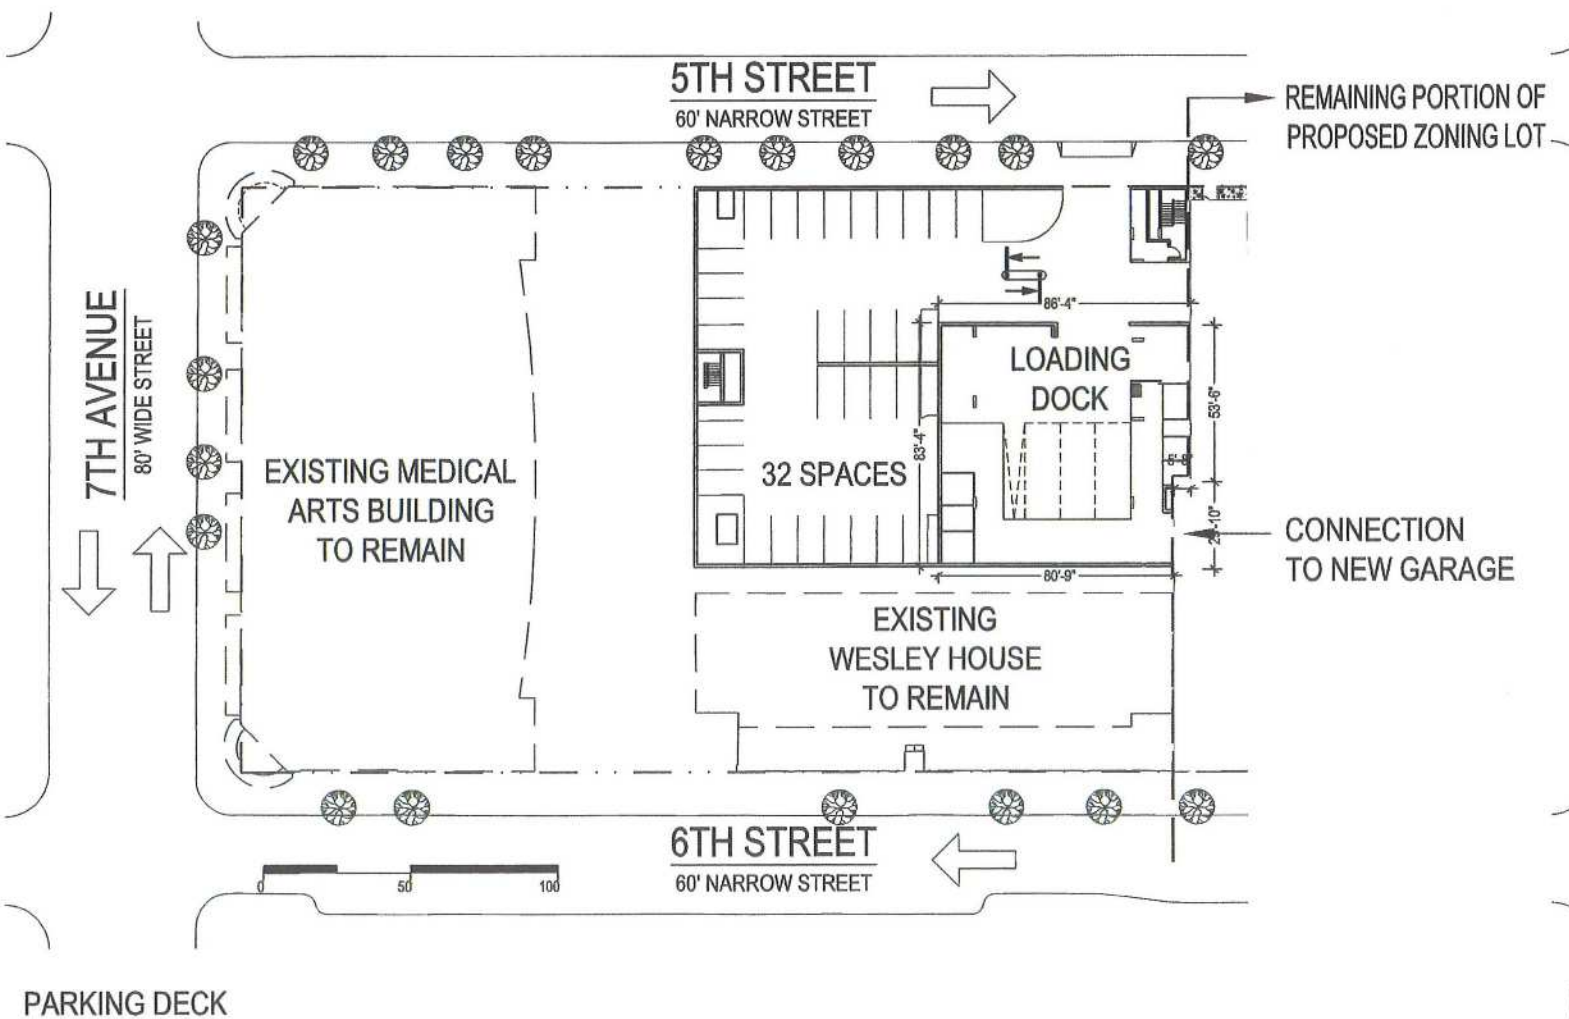 5TH STREET
60' NARROW STREET
REMAINING PORTION OF
PROPOSED ZONING LOT
7TH AVENUE
80' WIDE STREET
86'-4"
LOADING
DOCK
53'-6"
83'-4"
EXISTING MEDICAL
ARTS BUILDING
TO REMAIN
32 SPACES
CONNECTION
TO NEW GARAGE
80'-9"
EXISTING
WESLEY HOUSE
TO REMAIN
6TH STREET
60' NARROW STREET
0 50 100
PARKING DECK